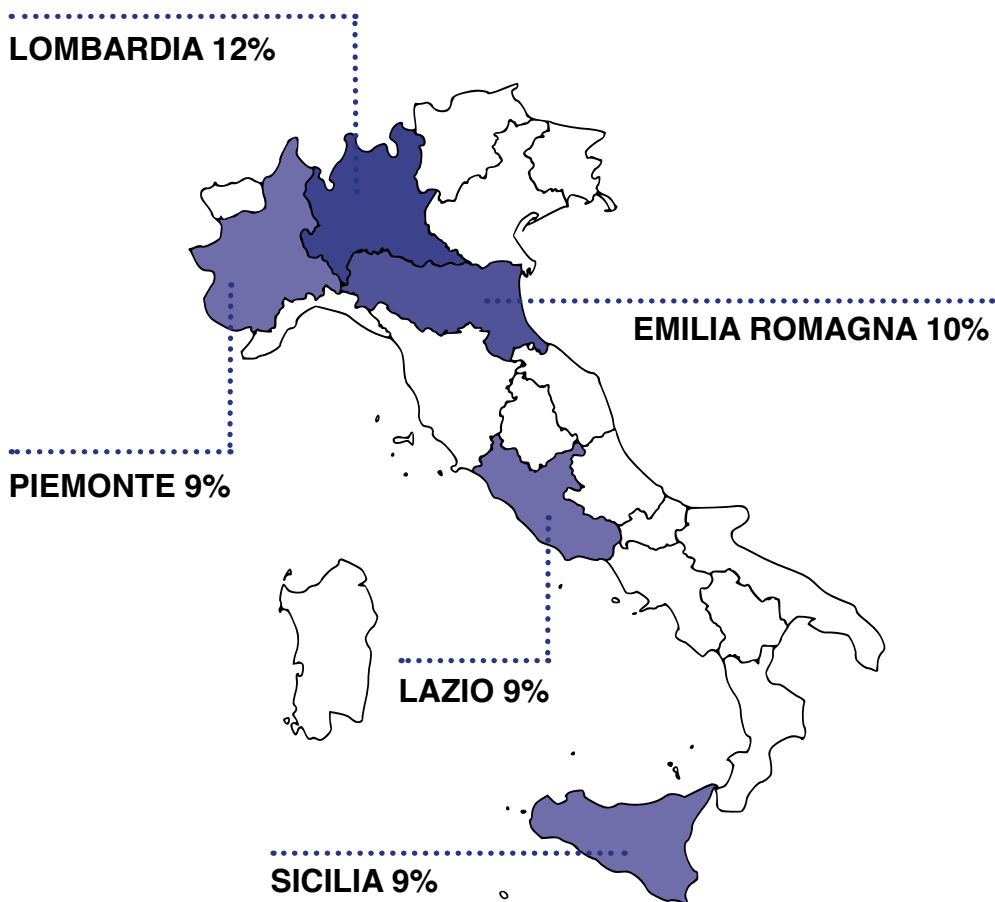 LOMBARDIA 12%
EMILIA ROMAGNA 10%
PIEMONTE 9%
LAZIO 9%
SICILIA 9%